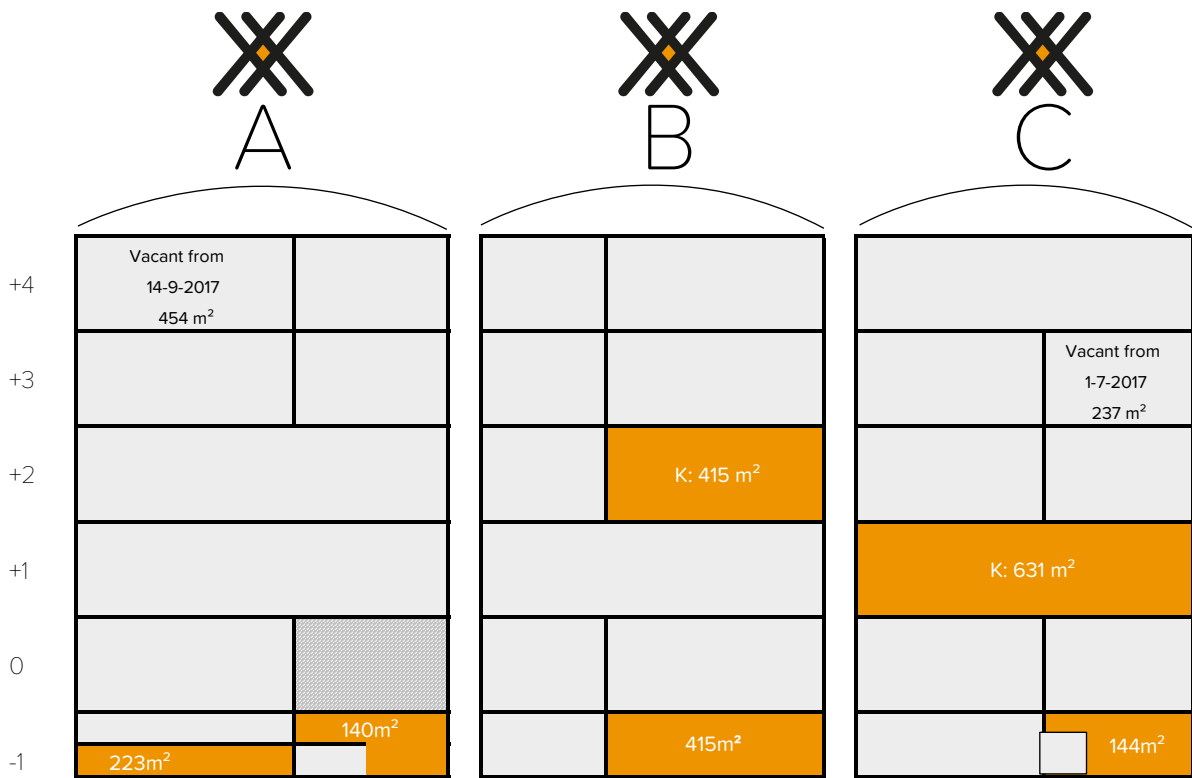 A B C
+4
Vacant from
14-9-2017
454 m²
+3
Vacant from
1-7-2017
237 m²
+2
K: 415 m²
+1
K: 631 m²
0
-1
140m²
223m²
415m²
144m²